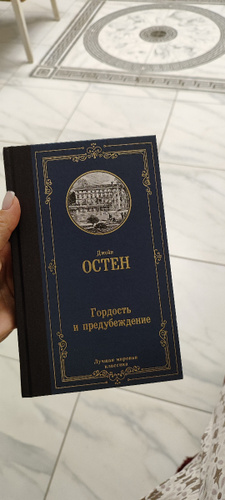 Джейн
ОСТЕН
Гордость
и предубеждение
Лучшая мировая
классика